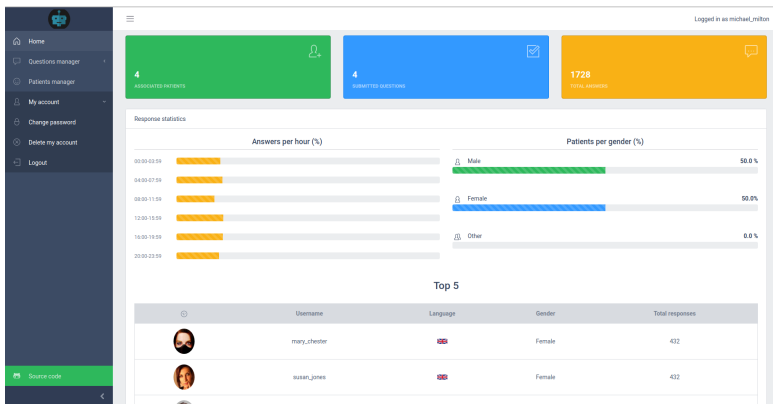 Logged in as michael_milton
Home
Questions manager
Patients manager
My account
Change password
Delete my account
Logout
Source code
4
ASSOCIATED PATIENTS
4
SUBMITTED QUESTIONS
1728
TOTAL ANSWERS
Response statistics
Answers per hour (%)
00:00-03:59
04:00-07:59
08:00-11:59
12:00-15:59
16:00-19:59
20:00-23:59
Patients per gender (%)
Male 50.0 %
Female 50.0%
Other 0.0 %
Top 5
Username Language Gender Total responses
mary_chester Female 432
susan_jones Female 432